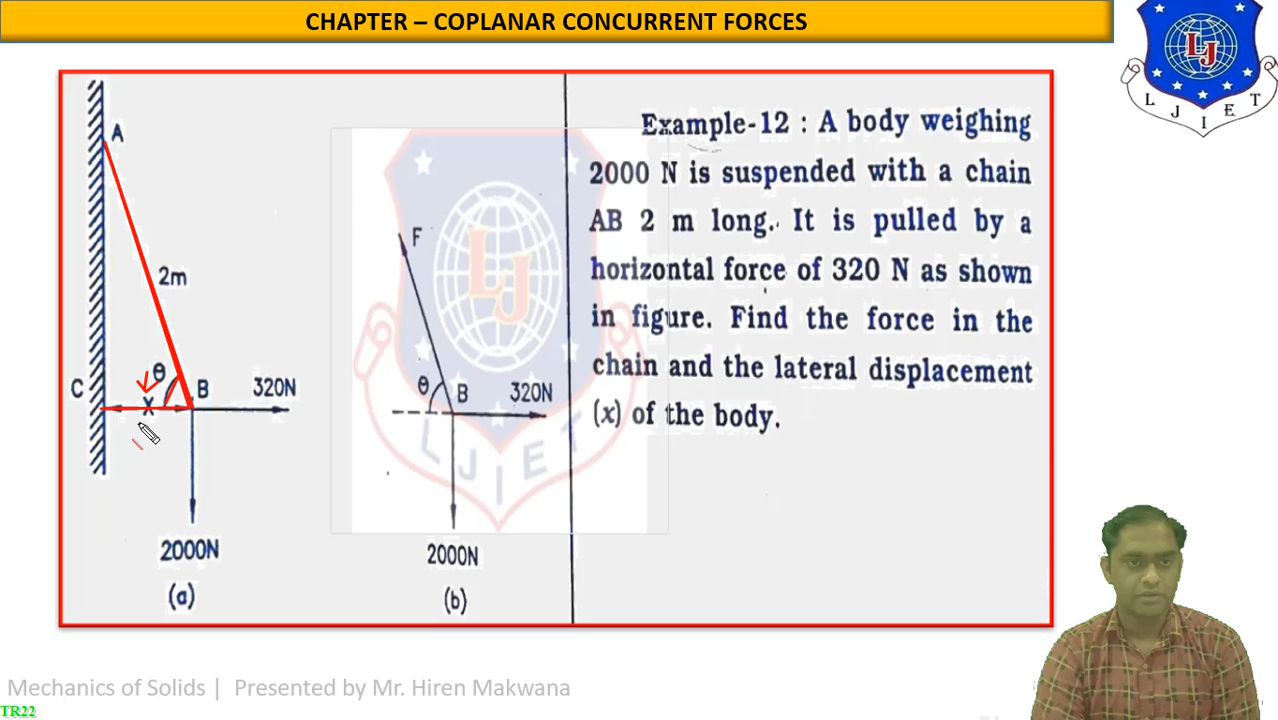 CHAPTER – COPLANAR CONCURRENT FORCES
L J I E T
LJ
A
2m
θ
C
x
B
320N
2000N
(a)
F
θ
B
320N
2000N
(b)
LJ
LJIET
Example-12 : A body weighing
2000 N is suspended with a chain
AB 2 m long. It is pulled by a
horizontal force of 320 N as shown
in figure. Find the force in the
chain and the lateral displacement
(x) of the body.
Mechanics of Solids | Presented by Mr. Hiren Makwana
TR22